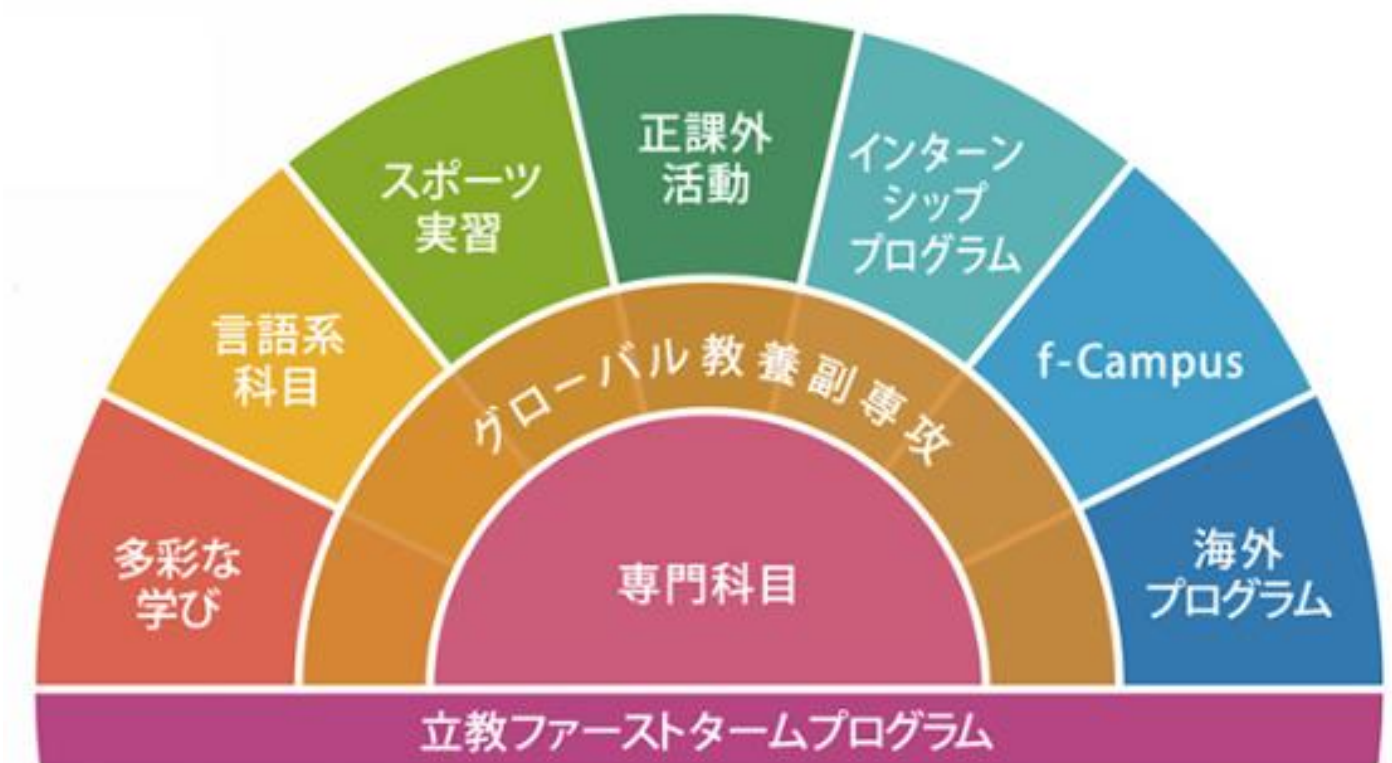 正課外
活動
スポーツ
実習
インターン
シップ
プログラム
言語系
科目
f-Campus
グローバル教養副専攻
多彩な
学び
専門科目
海外
プログラム
立教ファーストタームプログラム